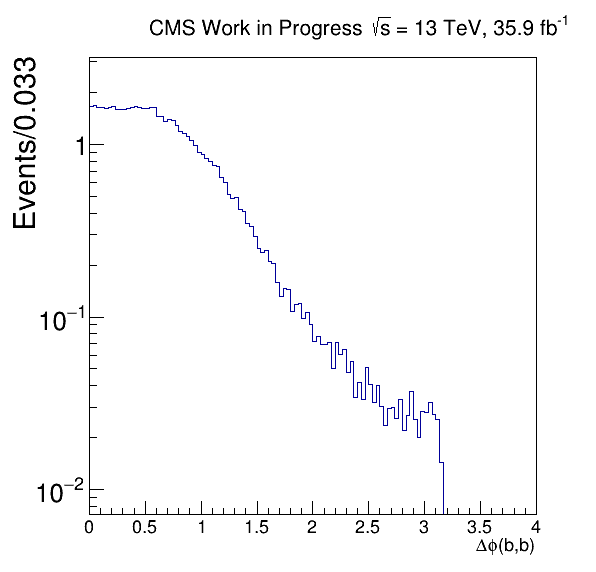 CMS Work in Progress √s = 13 TeV, 35.9 fb⁻¹
Events/0.033
1
10⁻¹
10⁻²
0 0.5 1 1.5 2 2.5 3 3.5 4
Δϕ(b,b)